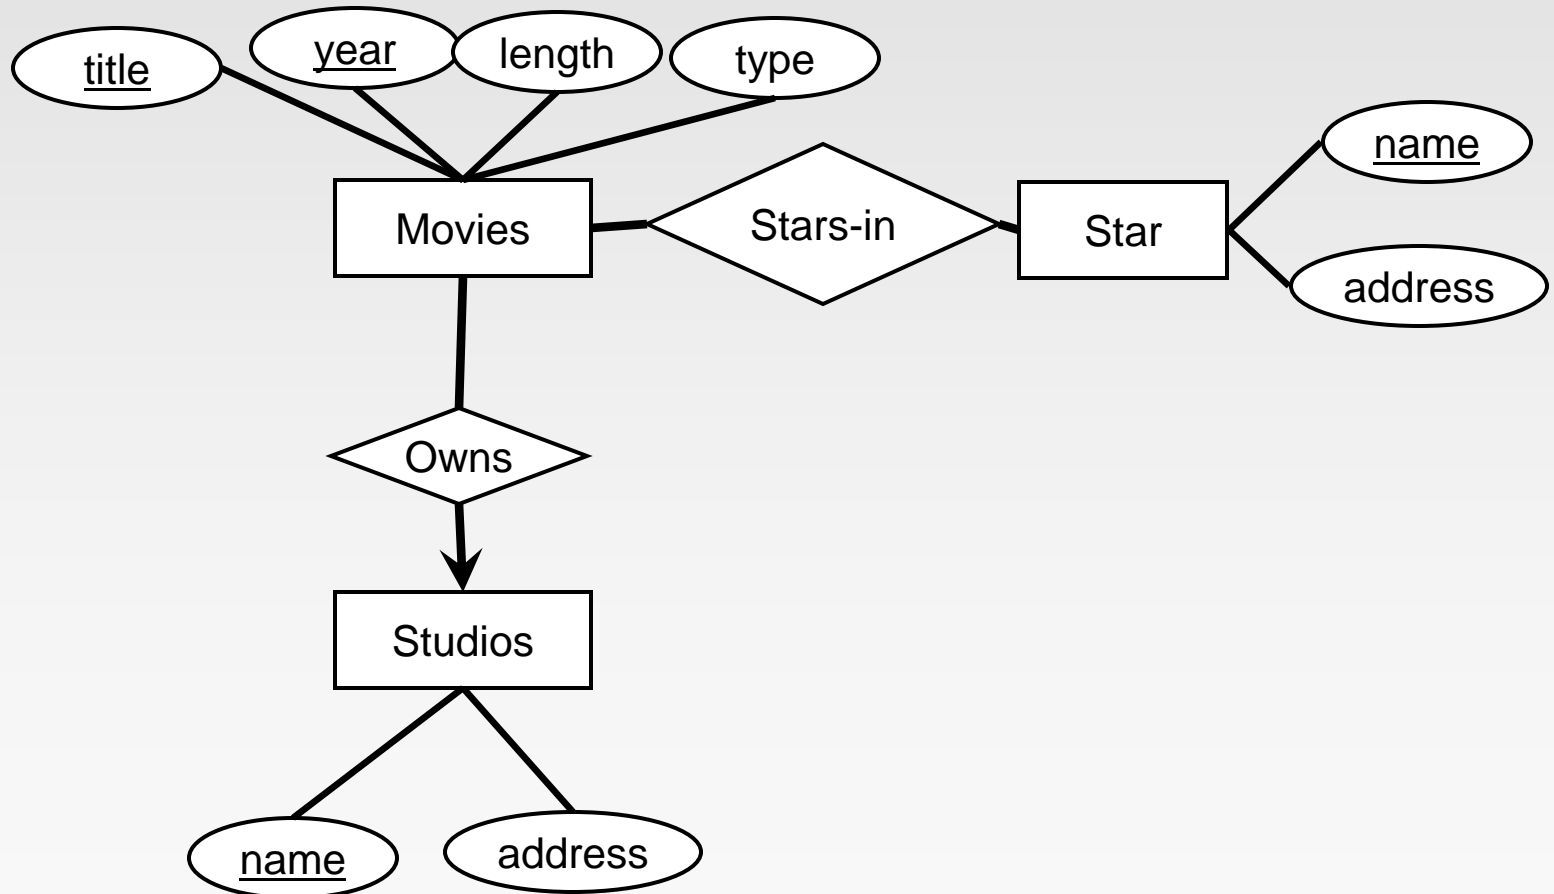 title
year
length
type
Movies
Stars-in
Star
name
address
Owns
Studios
name
address